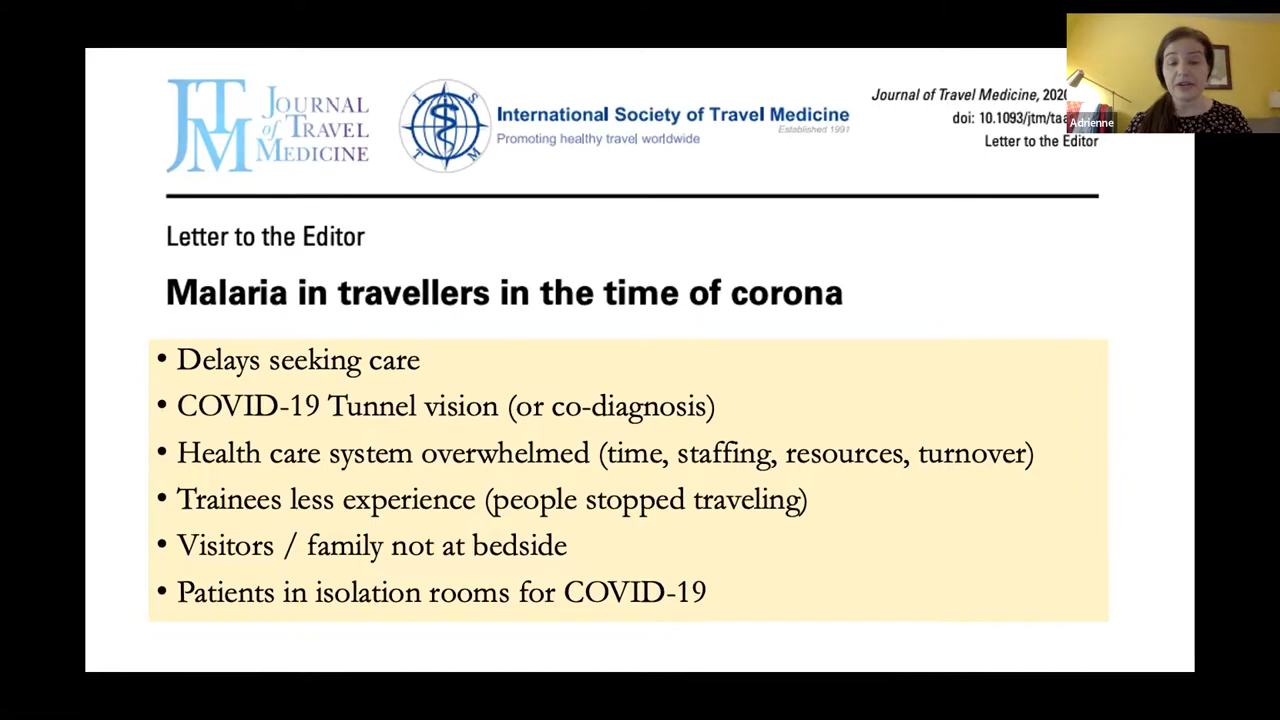 JTM
JOURNAL
of TRAVEL
MEDICINE
I S T M
International Society of Travel Medicine
Established 1991
Promoting healthy travel worldwide
Journal of Travel Medicine, 2020
doi: 10.1093/jtm/taa
Letter to the Editor
Adrienne
Letter to the Editor
Malaria in travellers in the time of corona
• Delays seeking care
• COVID-19 Tunnel vision (or co-diagnosis)
• Health care system overwhelmed (time, staffing, resources, turnover)
• Trainees less experience (people stopped traveling)
• Visitors / family not at bedside
• Patients in isolation rooms for COVID-19